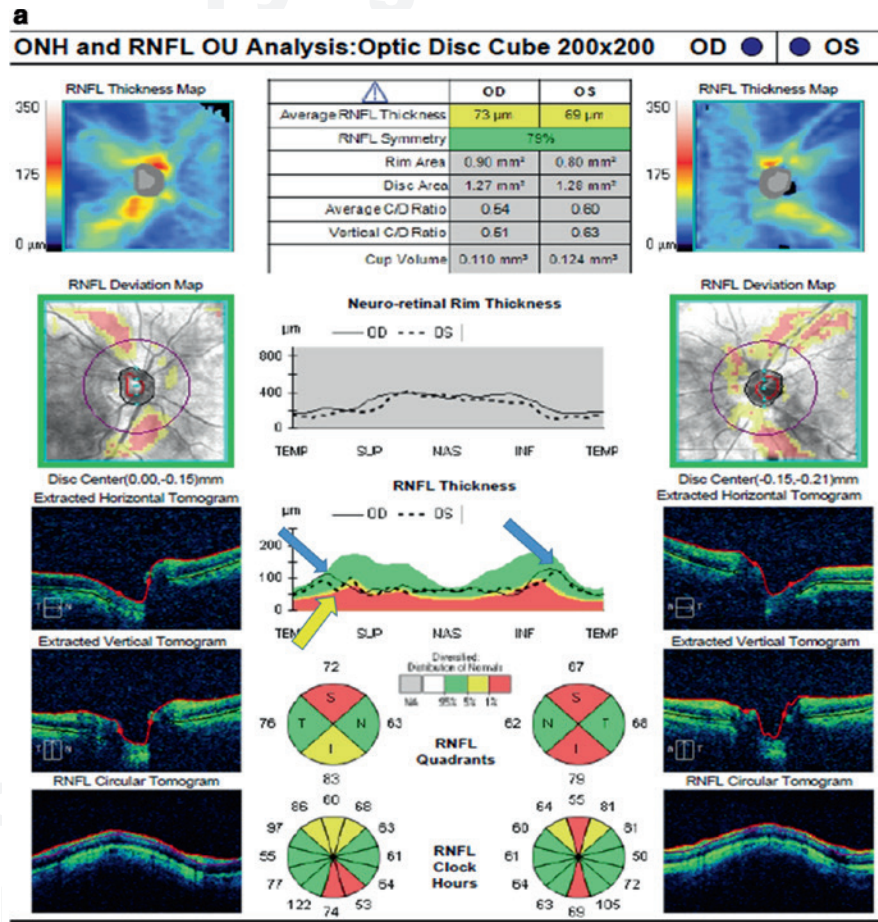 a
ONH and RNFL OU Analysis:Optic Disc Cube 200x200 OD OS
RNFL Thickness Map
350
175
0 µm
OD OS
Average RNFL Thickness 73 µm 69 µm
RNFL Symmetry 79%
Rim Area 0.90 mm² 0.80 mm²
Disc Area 1.27 mm² 1.28 mm²
Average C/D Ratio 0.54 0.60
Vertical C/D Ratio 0.51 0.63
Cup Volume 0.110 mm³ 0.124 mm³
RNFL Thickness Map
350
175
0 µm
RNFL Deviation Map
Disc Center(0.00,-0.15)mm
Neuro-retinal Rim Thickness
µm OD OS
800
400
0
TEMP SUP NAS INF TEMP
RNFL Deviation Map
Disc Center(-0.15,-0.21)mm
Extracted Horizontal Tomogram
T N
RNFL Thickness
µm OD OS
200
100
0
TEMP SUP NAS INF TEMP
Extracted Horizontal Tomogram
Extracted Vertical Tomogram
Diversified:
Distribution of Normals
NA 95% 5% 1%
72
S
76 T N 63
I
83
RNFL
Quadrants
67
S
62 N T 68
I
79
Extracted Vertical Tomogram
RNFL Circular Tomogram
86 60 68
97 63
55 61
77 64
122 74 53
RNFL
Clock
Hours
64 55 81
60 81
61 50
64 72
63 69 105
RNFL Circular Tomogram